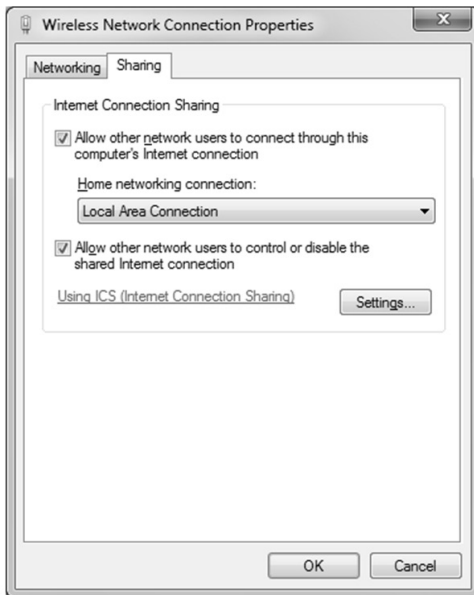 Wireless Network Connection Properties
Networking
Sharing
Internet Connection Sharing
Allow other network users to connect through this
computer's Internet connection
Home networking connection:
Local Area Connection
Allow other network users to control or disable the
shared Internet connection
Using ICS (Internet Connection Sharing)
Settings...
OK
Cancel